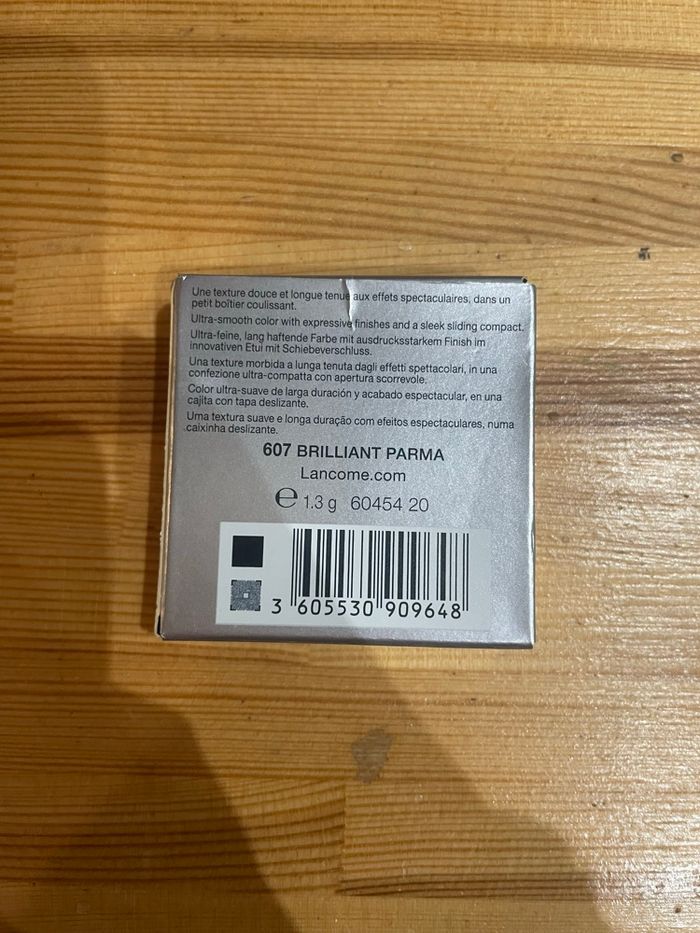 Une texture douce et longue tenue aux effets spectaculaires, dans un
petit boîtier coulissant.
Ultra-smooth color with expressive finishes and a sleek sliding compact.
Ultra-feine, lang haftende Farbe mit ausdrucksstarkem Finish im
innovativen Etui mit Schiebeverschluss.
Una texture morbida a lunga tenuta dagli effetti spettacolari, in una
confezione ultra-compatta con apertura scorrevole.
Color ultra-suave de larga duración y acabado espectacular, en una
cajita con tapa deslizante.
Uma textura suave e longa duração com efeitos espectaculares, numa
caixinha deslizante.
607 BRILLIANT PARMA
Lancome.com
℮ 1.3 g 60454 20
3 605530 909648